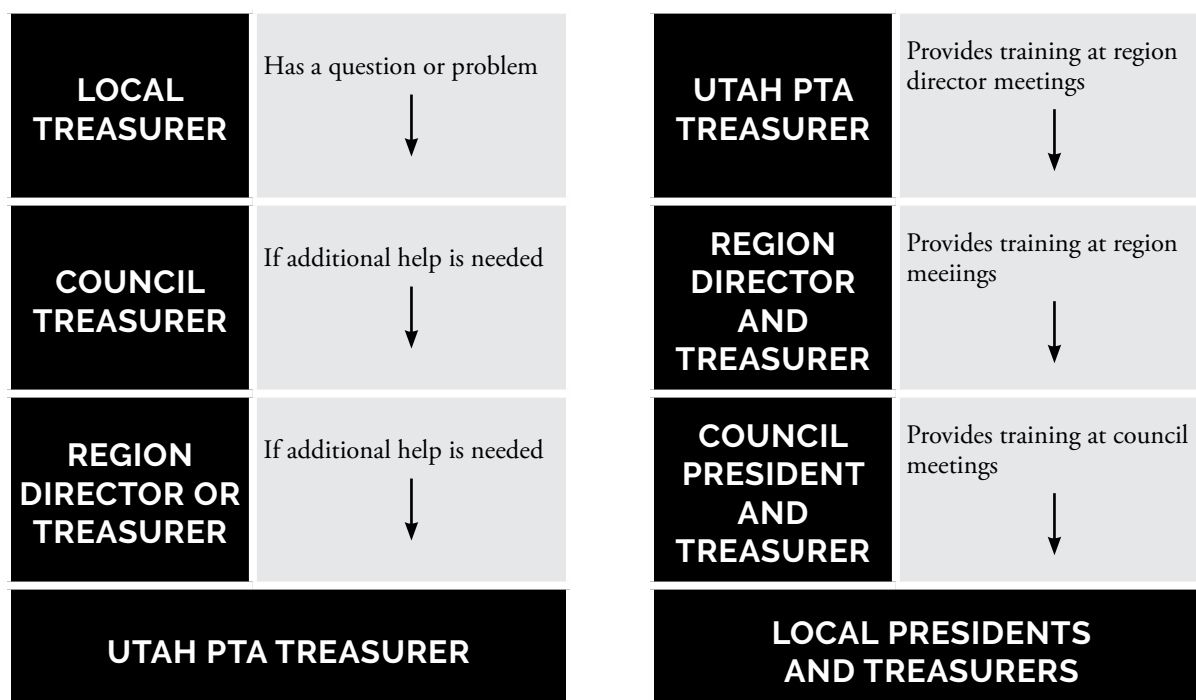 LOCAL
TREASURER
Has a question or problem
COUNCIL
TREASURER
If additional help is needed
REGION
DIRECTOR OR
TREASURER
If additional help is needed
UTAH PTA TREASURER
UTAH PTA
TREASURER
Provides training at region
director meetings
REGION
DIRECTOR
AND
TREASURER
Provides training at region
meeiings
COUNCIL
PRESIDENT
AND
TREASURER
Provides training at council
meetings
LOCAL PRESIDENTS
AND TREASURERS